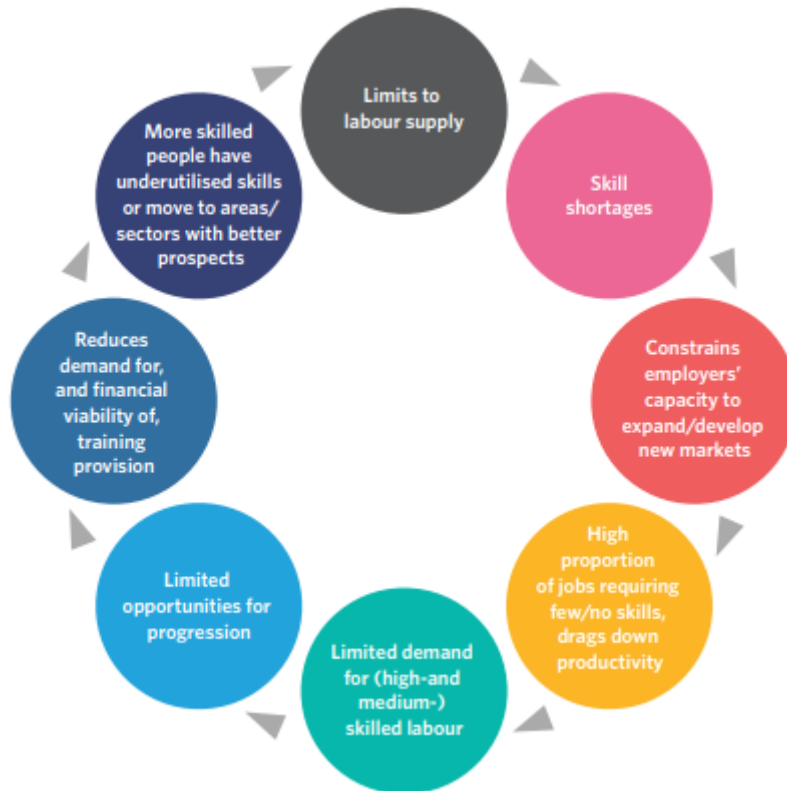 Limits to
labour supply
Skill
shortages
Constrains
employers'
capacity to
expand/develop
new markets
High
proportion
of jobs requiring
few/no skills,
drags down
productivity
Limited demand
for (high-and
medium-)
skilled labour
Limited
opportunities for
progression
Reduces
demand for,
and financial
viability of,
training
provision
More skilled
people have
underutilised skills
or move to areas/
sectors with better
prospects